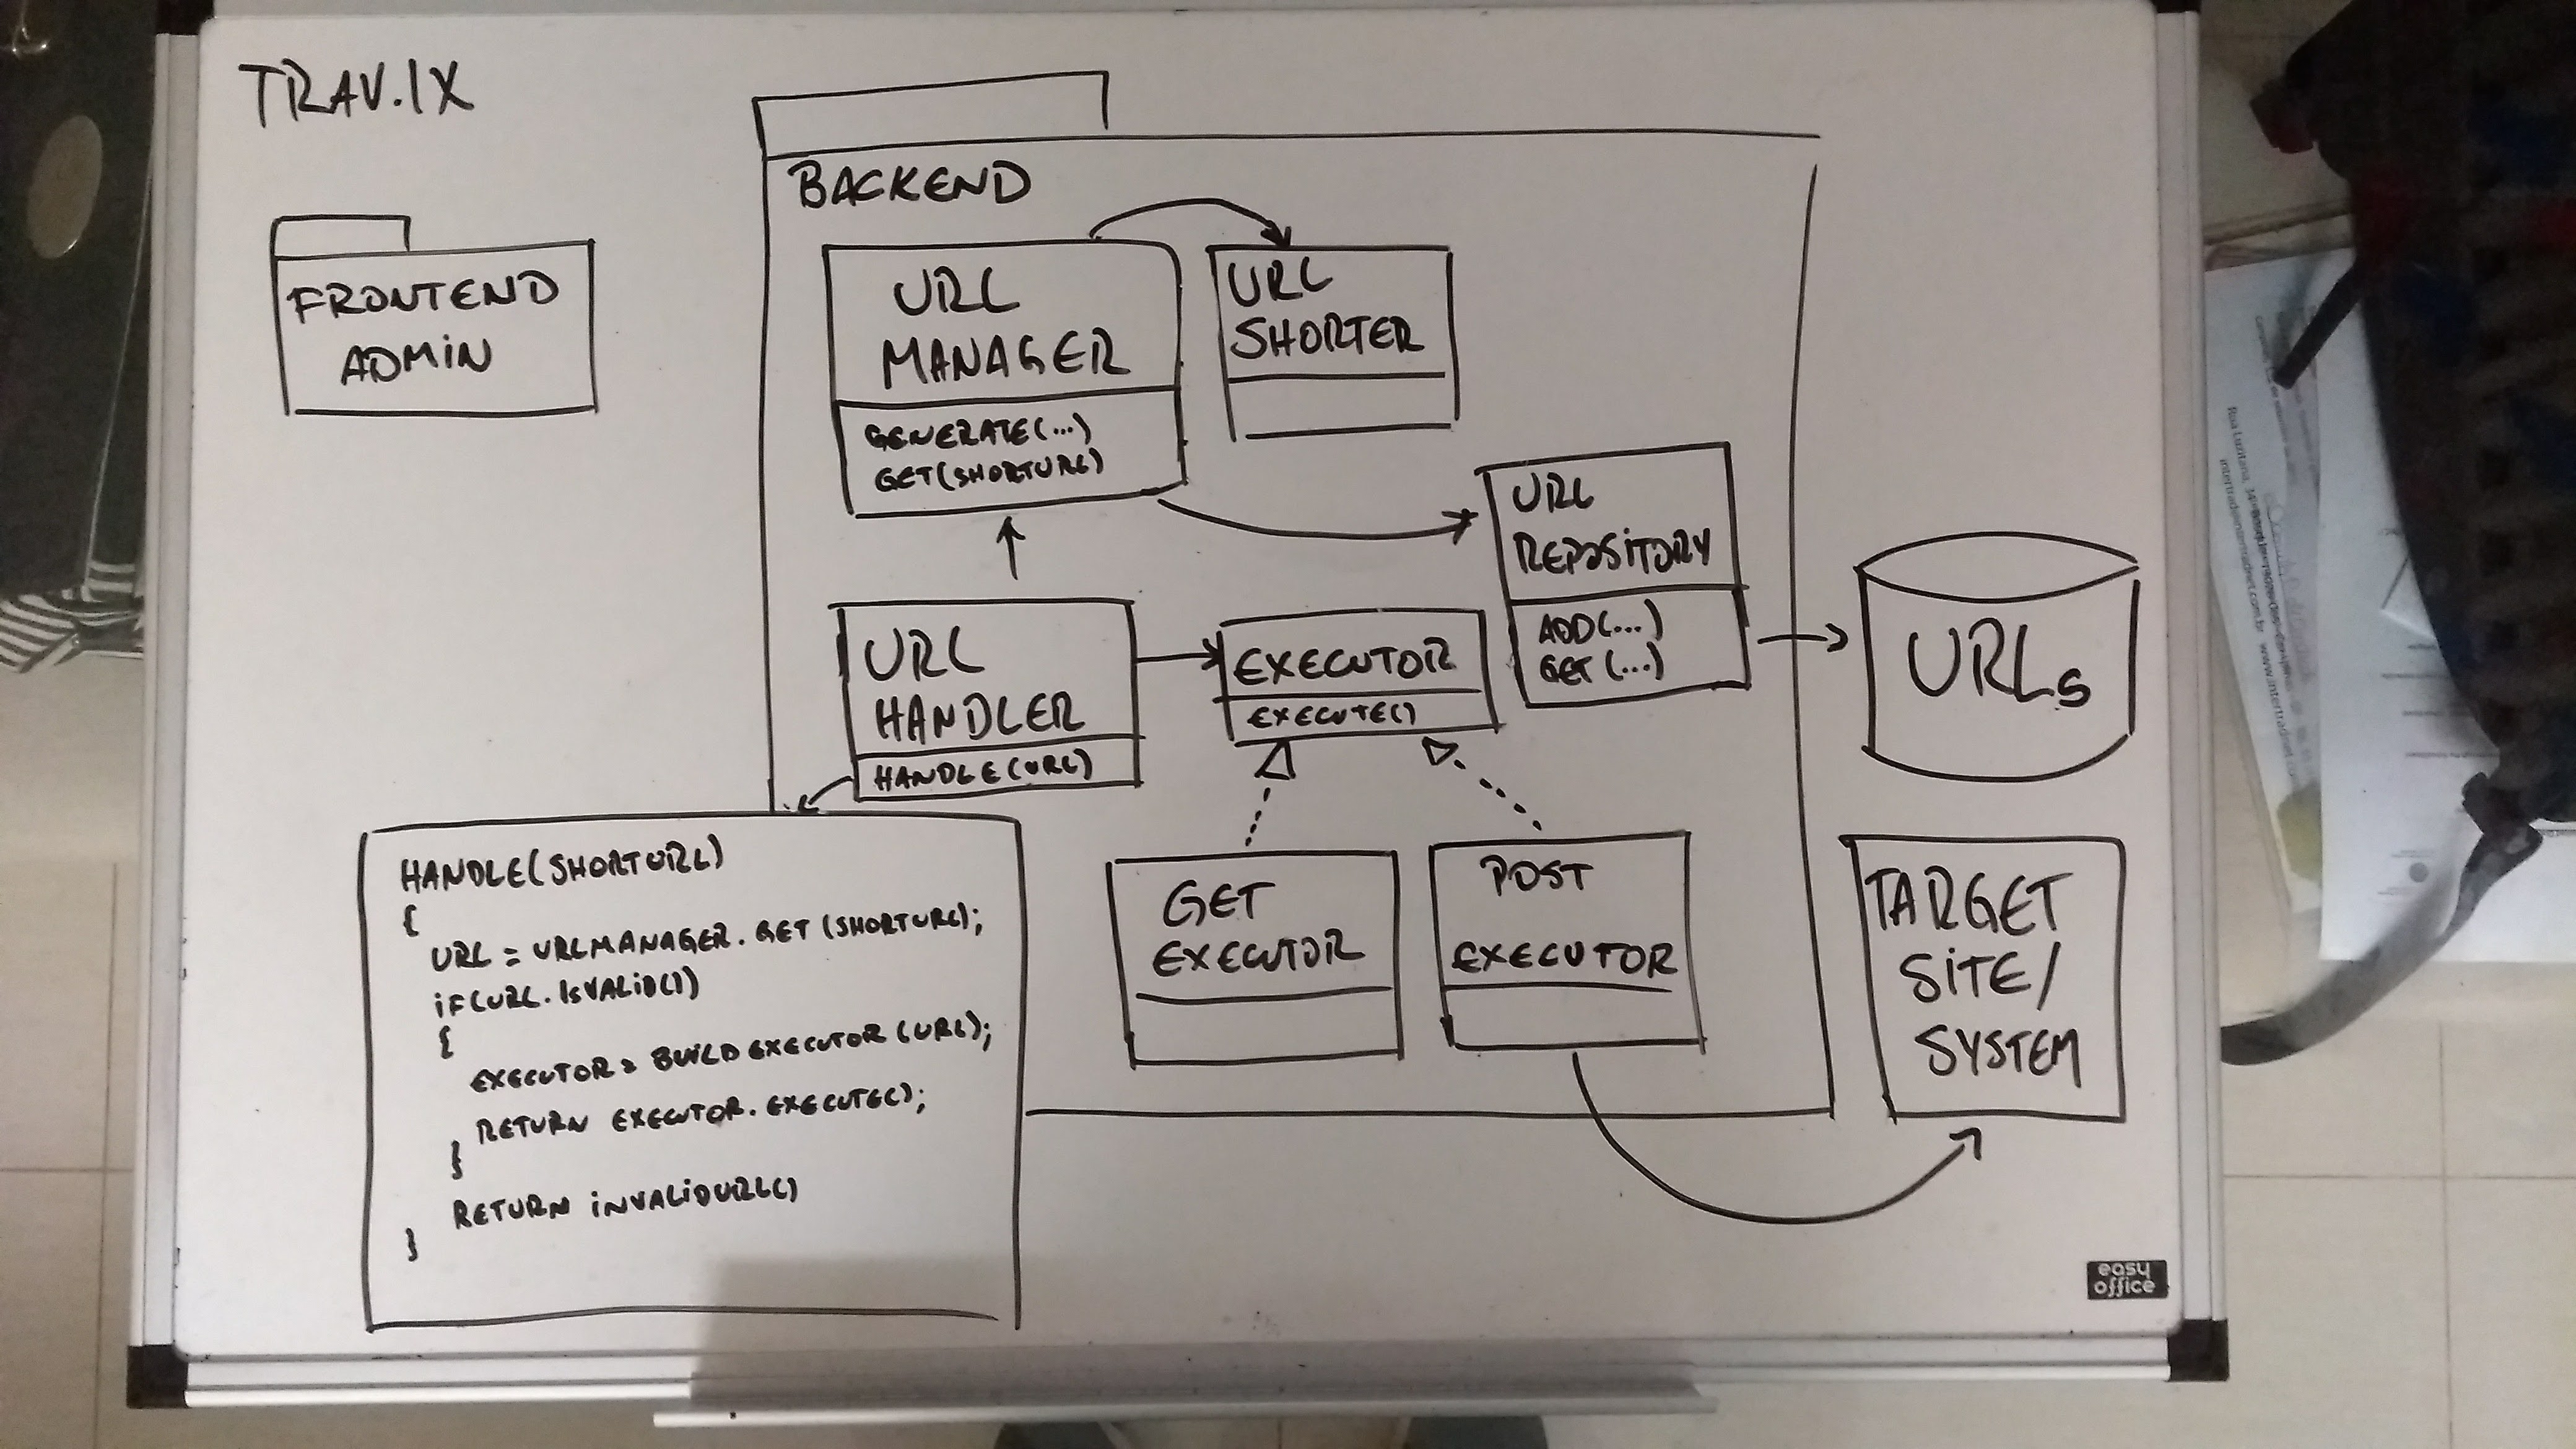 TRAV.IX
FRONTEND
ADMIN
BACKEND
URL
MANAGER
GENERATE(...)
GET(SHORTURL)
URL
SHORTER
URL
REPOSITORY
ADD(...)
GET(...)
URL
HANDLER
HANDLE(URL)
EXECUTOR
EXECUTE()
URLs
GET
EXECUTOR
POST
EXECUTOR
TARGET
SITE/
SYSTEM
HANDLE(SHORTURL)
{
URL = URLMANAGER.GET(SHORTURL);
if(URL.ISVALID())
{
EXECUTOR = BUILDEXECUTOR(URL);
RETURN EXECUTOR.EXECUTE();
}
RETURN INVALIDURL()
}
easy
office